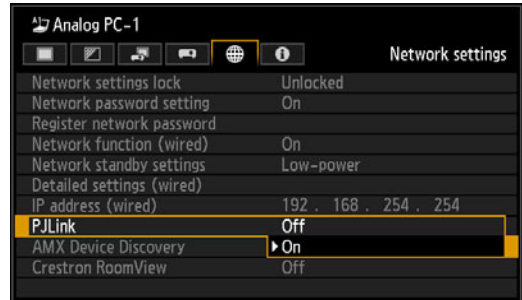 Analog PC-1
Network settings
Network settings lock Unlocked
Network password setting On
Register network password
Network function (wired) On
Network standby settings Low-power
Detailed settings (wired)
IP address (wired) 192 . 168 . 254 . 254
PJLink Off
AMX Device Discovery On
Crestron RoomView Off